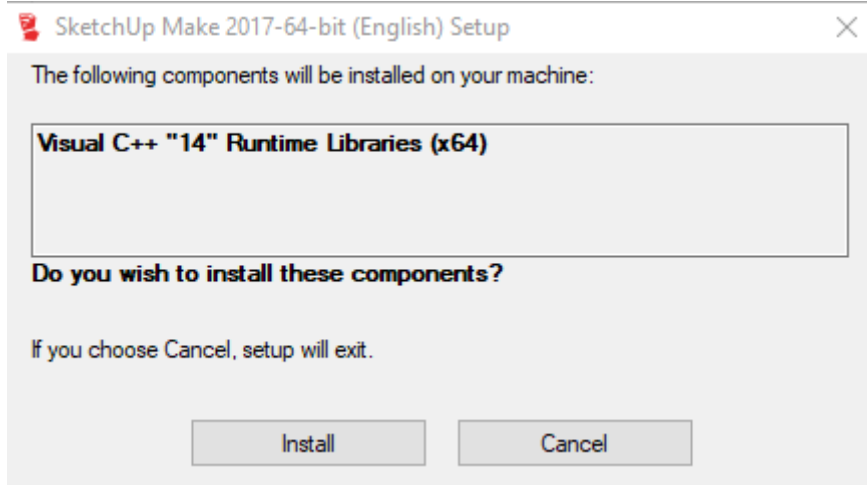 SketchUp Make 2017-64-bit (English) Setup
The following components will be installed on your machine:
Visual C++ "14" Runtime Libraries (x64)
Do you wish to install these components?
If you choose Cancel, setup will exit.
Install
Cancel